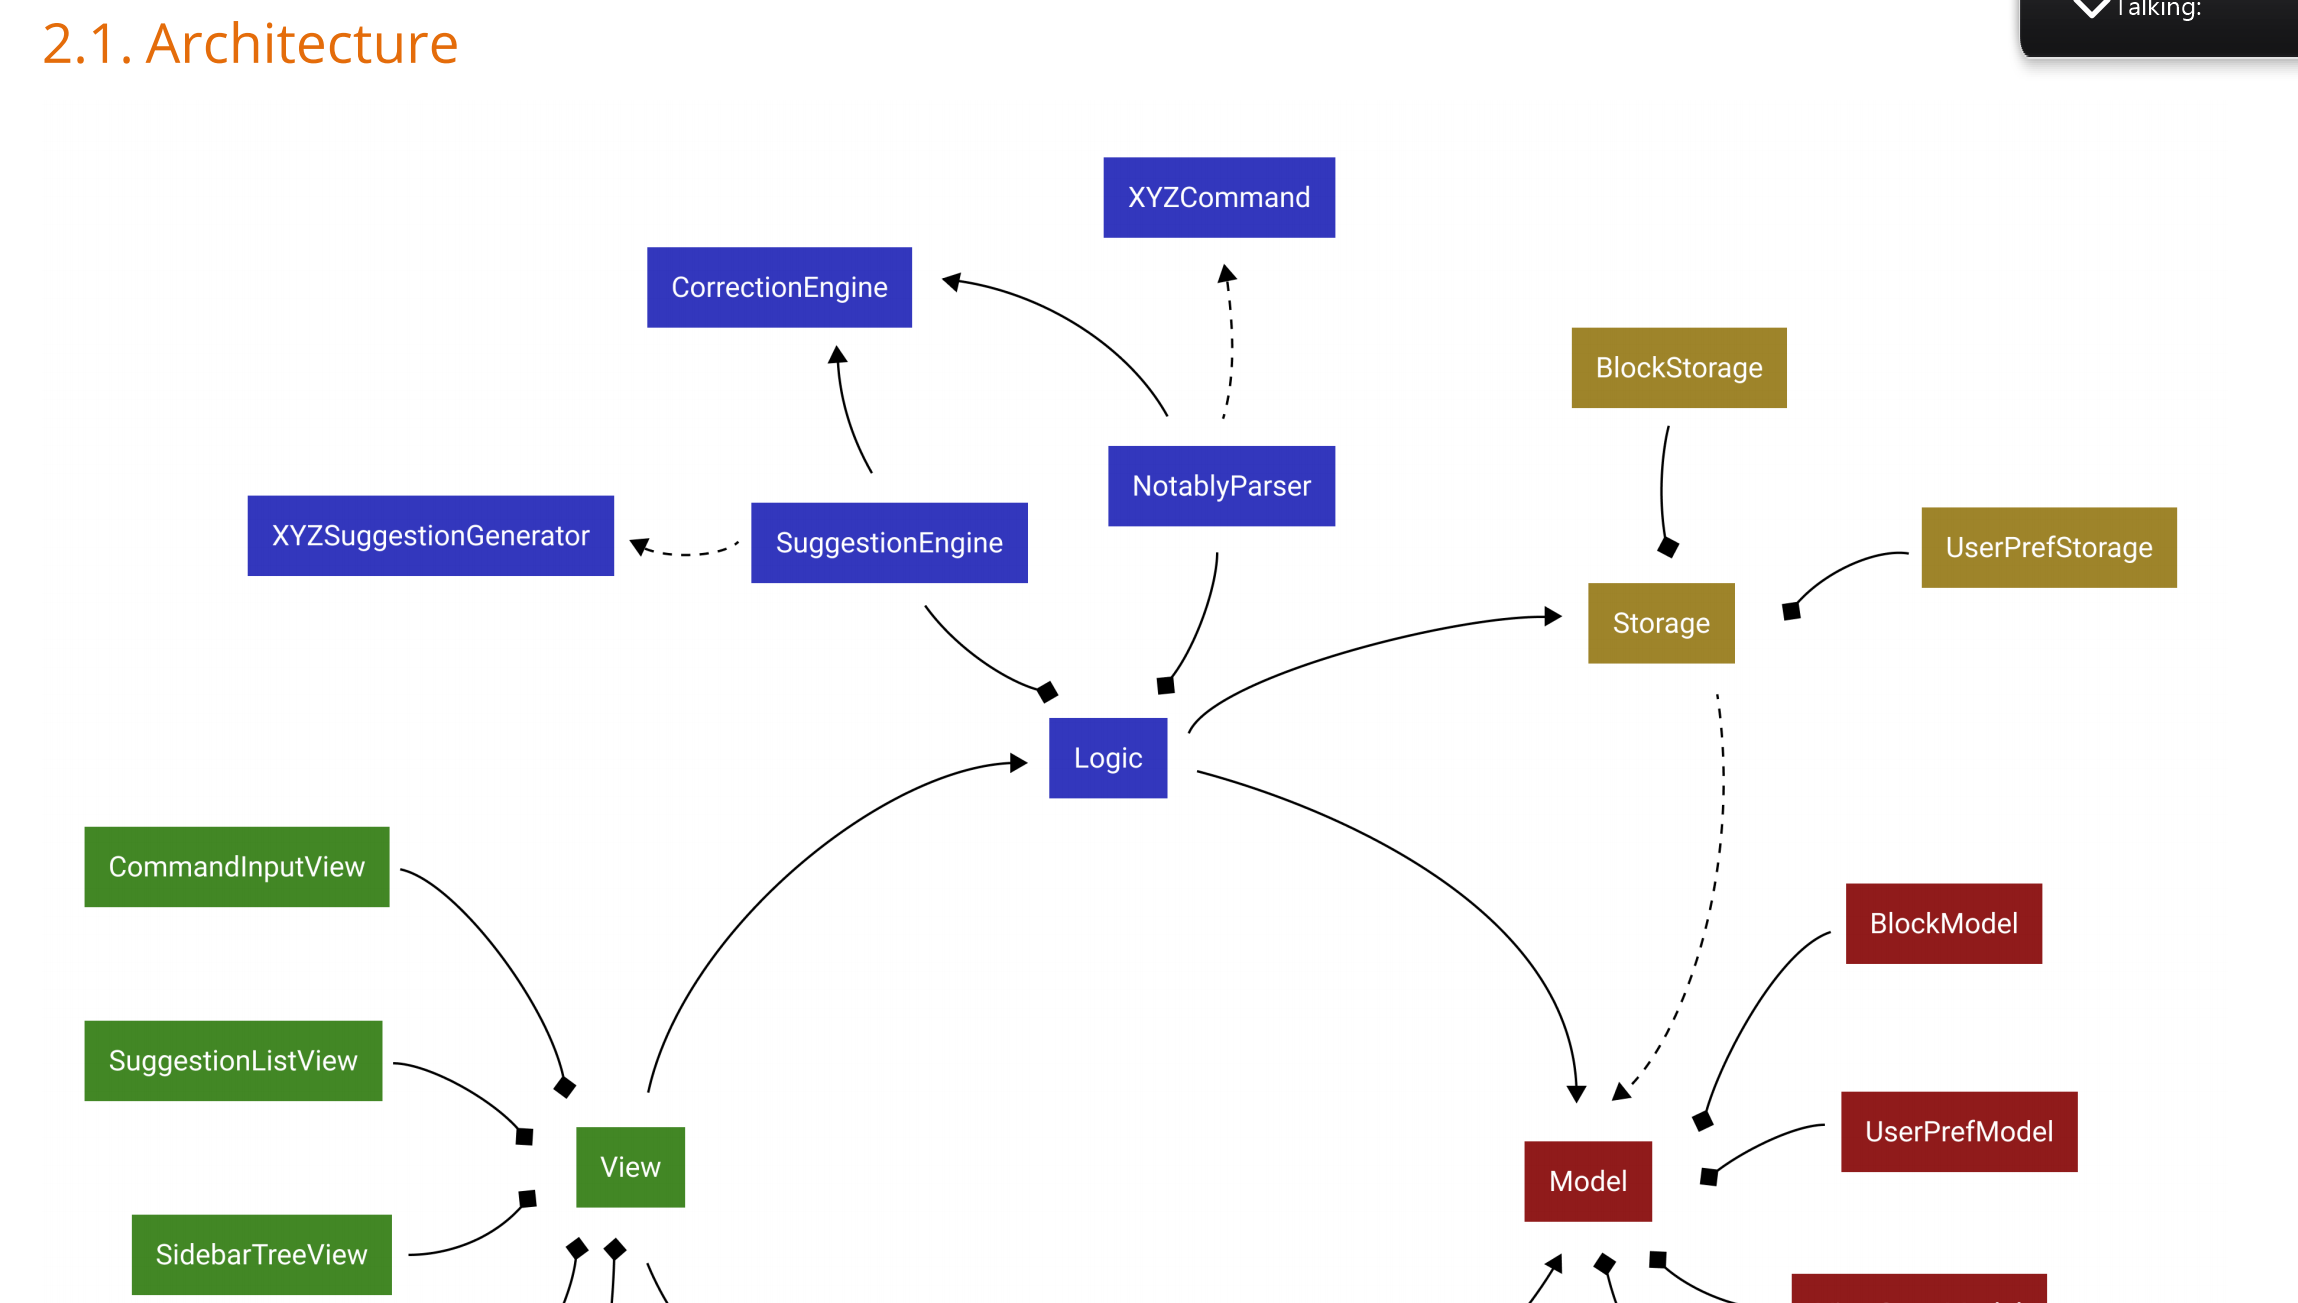 2.1. Architecture
Talking:
XYZCommand
CorrectionEngine
BlockStorage
NotablyParser
XYZSuggestionGenerator
SuggestionEngine
UserPrefStorage
Storage
Logic
CommandInputView
BlockModel
SuggestionListView
UserPrefModel
View
Model
SidebarTreeView